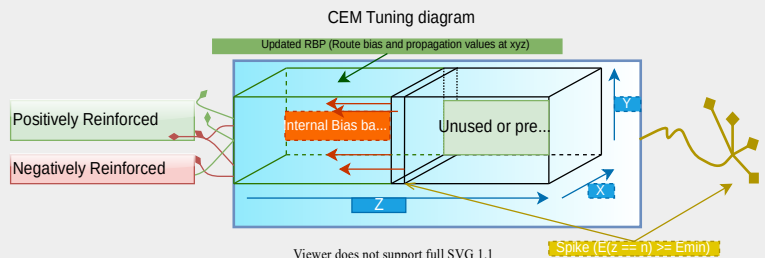 CEM Tuning diagram
Updated RBP (Route bias and propagation values at xyz)
Positively Reinforced
Negatively Reinforced
Internal Bias ba...
Unused or pre...
Y
X
Z
Spike (E(z == n) >= Emin)
Viewer does not support full SVG 1.1